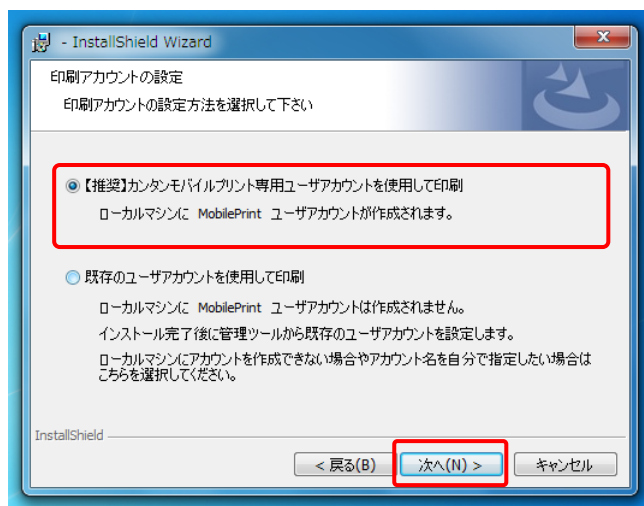 - InstallShield Wizard
印刷アカウントの設定
印刷アカウントの設定方法を選択して下さい
【推奨】カンタンモバイルプリント専用ユーザアカウントを使用して印刷
ローカルマシンに MobilePrint ユーザアカウントが作成されます。
既存のユーザアカウントを使用して印刷
ローカルマシンに MobilePrint ユーザアカウントは作成されません。
インストール完了後に管理ツールから既存のユーザアカウントを設定します。
ローカルマシンにアカウントを作成できない場合やアカウント名を自分で指定したい場合は
こちらを選択してください。
InstallShield
< 戻る(B) 次へ(N) > キャンセル